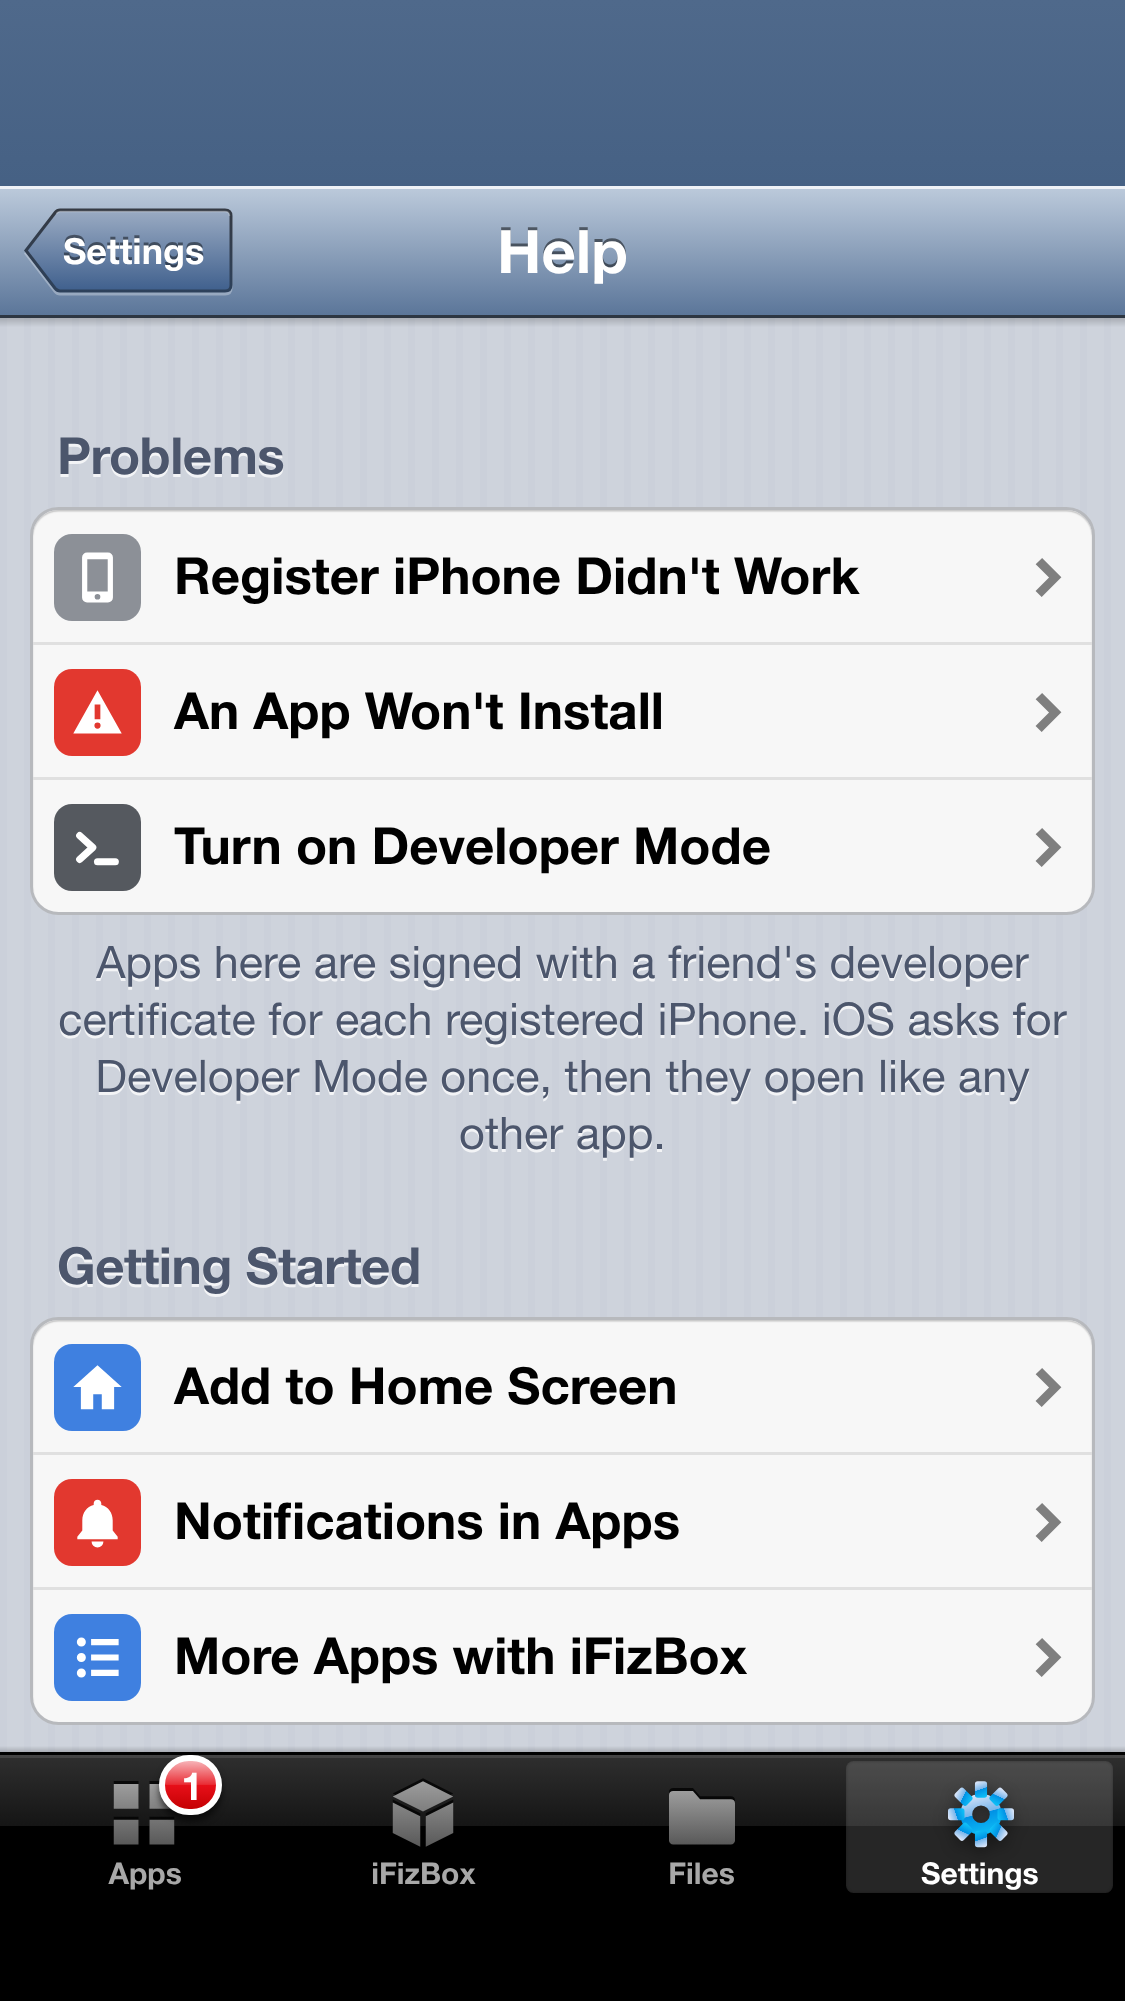 Settings
Help
Problems
Register iPhone Didn't Work
An App Won't Install
Turn on Developer Mode
Apps here are signed with a friend's developer
certificate for each registered iPhone. iOS asks for
Developer Mode once, then they open like any
other app.
Getting Started
Add to Home Screen
Notifications in Apps
More Apps with iFizBox
1
Apps
iFizBox
Files
Settings